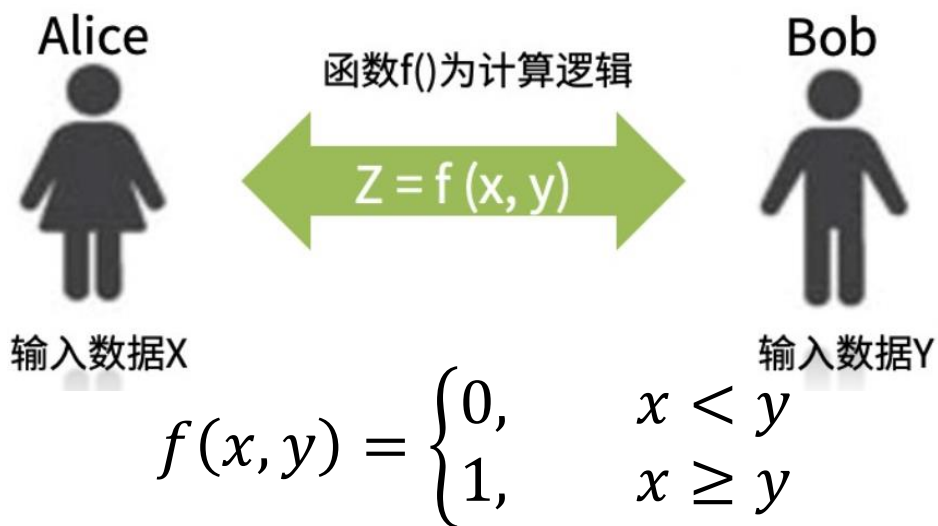 Alice
Bob
函数f()为计算逻辑
Z = f (x, y)
输入数据X
输入数据Y
f(x, y) = {0, x < y
1, x ≥ y